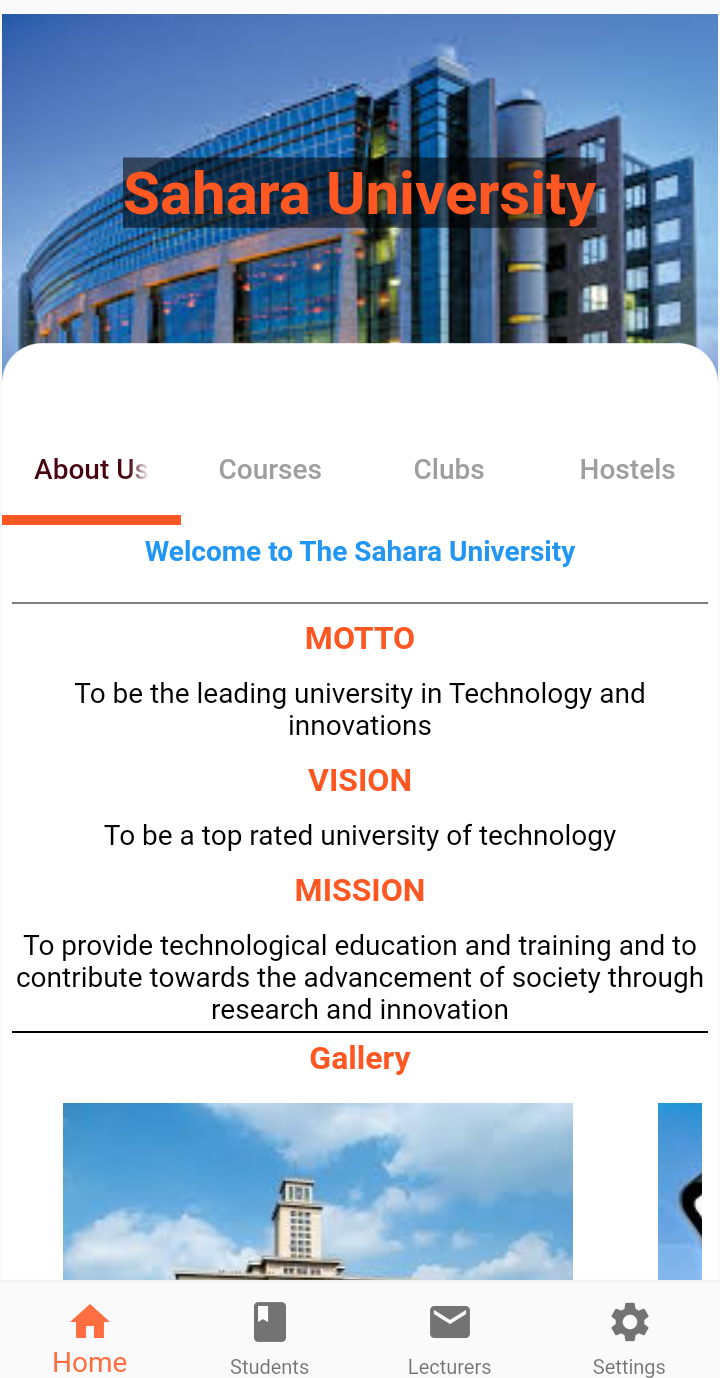 Sahara University
About Us
Courses
Clubs
Hostels
Welcome to The Sahara University
MOTTO
To be the leading university in Technology and
innovations
VISION
To be a top rated university of technology
MISSION
To provide technological education and training and to
contribute towards the advancement of society through
research and innovation
Gallery
Home
Students
Lecturers
Settings